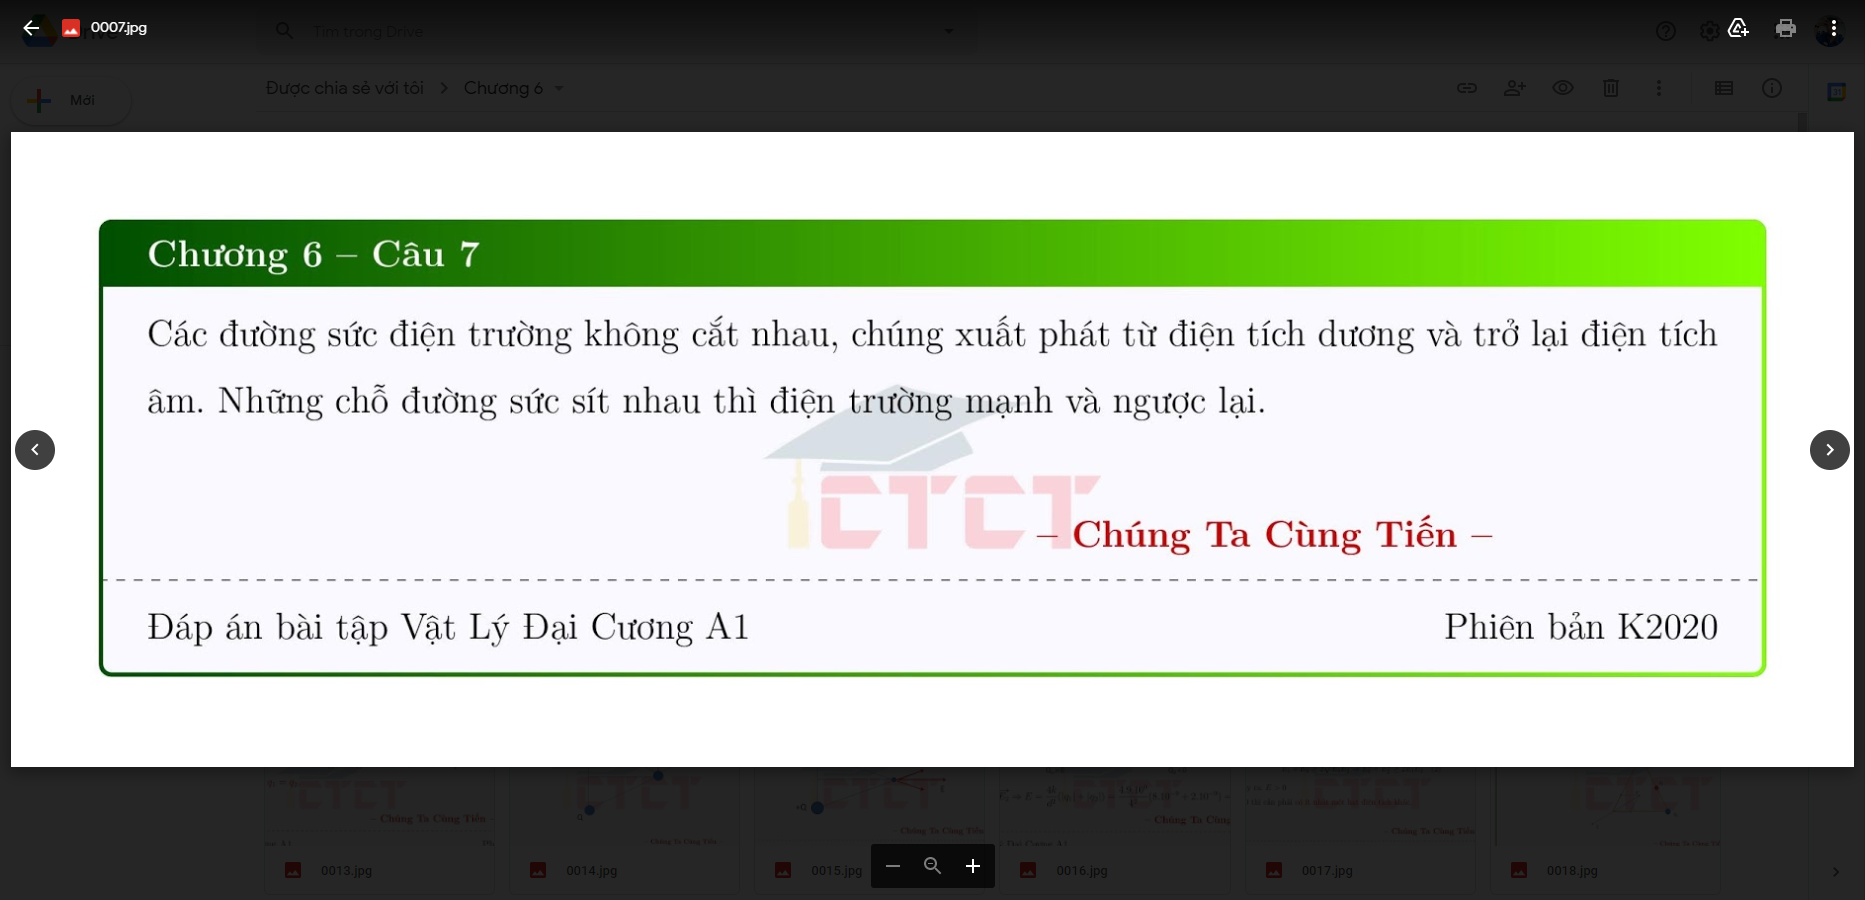 0007.jpg
Tìm trong Drive
Mới
Được chia sẻ với tôi > Chương 6
Chương 6 – Câu 7
Các đường sức điện trường không cắt nhau, chúng xuất phát từ điện tích dương và trở lại điện tích
âm. Những chỗ đường sức sít nhau thì điện trường mạnh và ngược lại.
CTCT
– Chúng Ta Cùng Tiến –
Đáp án bài tập Vật Lý Đại Cương A1
Phiên bản K2020
0013.jpg
0014.jpg
0015.jpg
0016.jpg
0017.jpg
0018.jpg